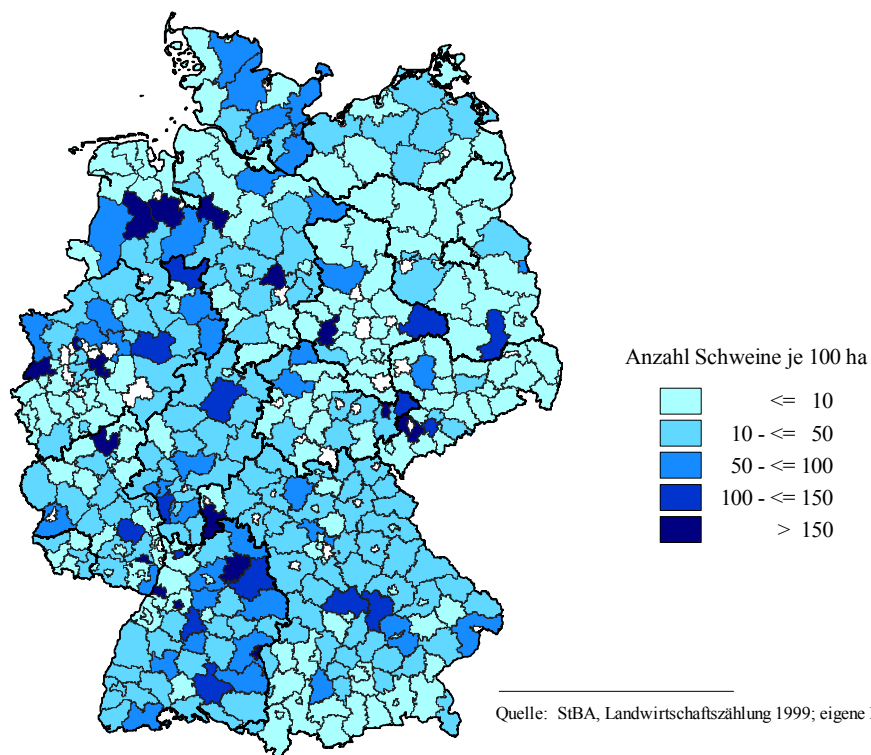 Anzahl Schweine je 100 ha
<= 10
10 - <= 50
50 - <= 100
100 - <= 150
> 150
Quelle: StBA, Landwirtschaftszählung 1999; eigene